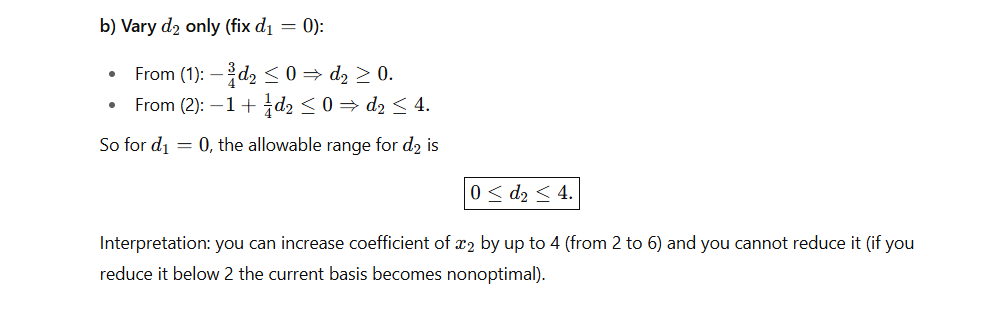 b) Vary d₂ only (fix d₁ = 0):
• From (1): −¾d₂ ≤ 0 ⇒ d₂ ≥ 0.
• From (2): −1 + ¼d₂ ≤ 0 ⇒ d₂ ≤ 4.
So for d₁ = 0, the allowable range for d₂ is
0 ≤ d₂ ≤ 4.
Interpretation: you can increase coefficient of x₂ by up to 4 (from 2 to 6) and you cannot reduce it (if you
reduce it below 2 the current basis becomes nonoptimal).